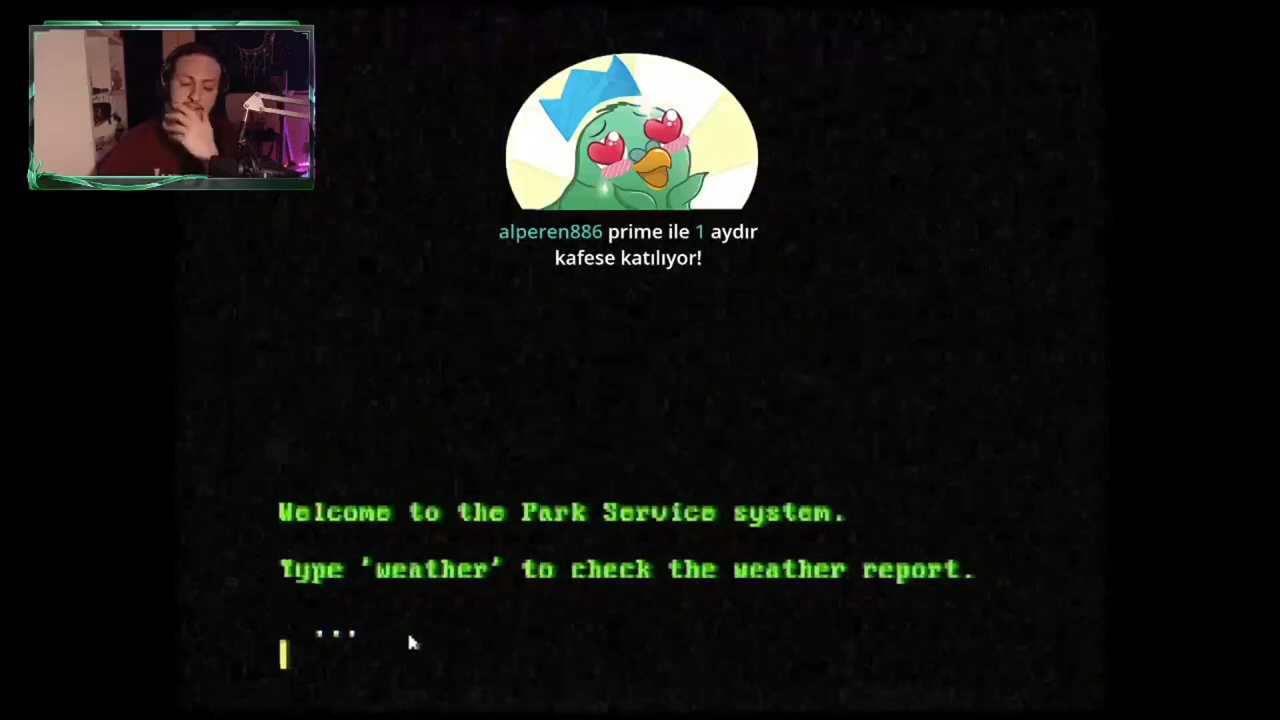 alperen886 prime ile 1 aydır
kafese katılıyor!
Welcome to the Park Service system.
Type 'weather' to check the weather report.
...